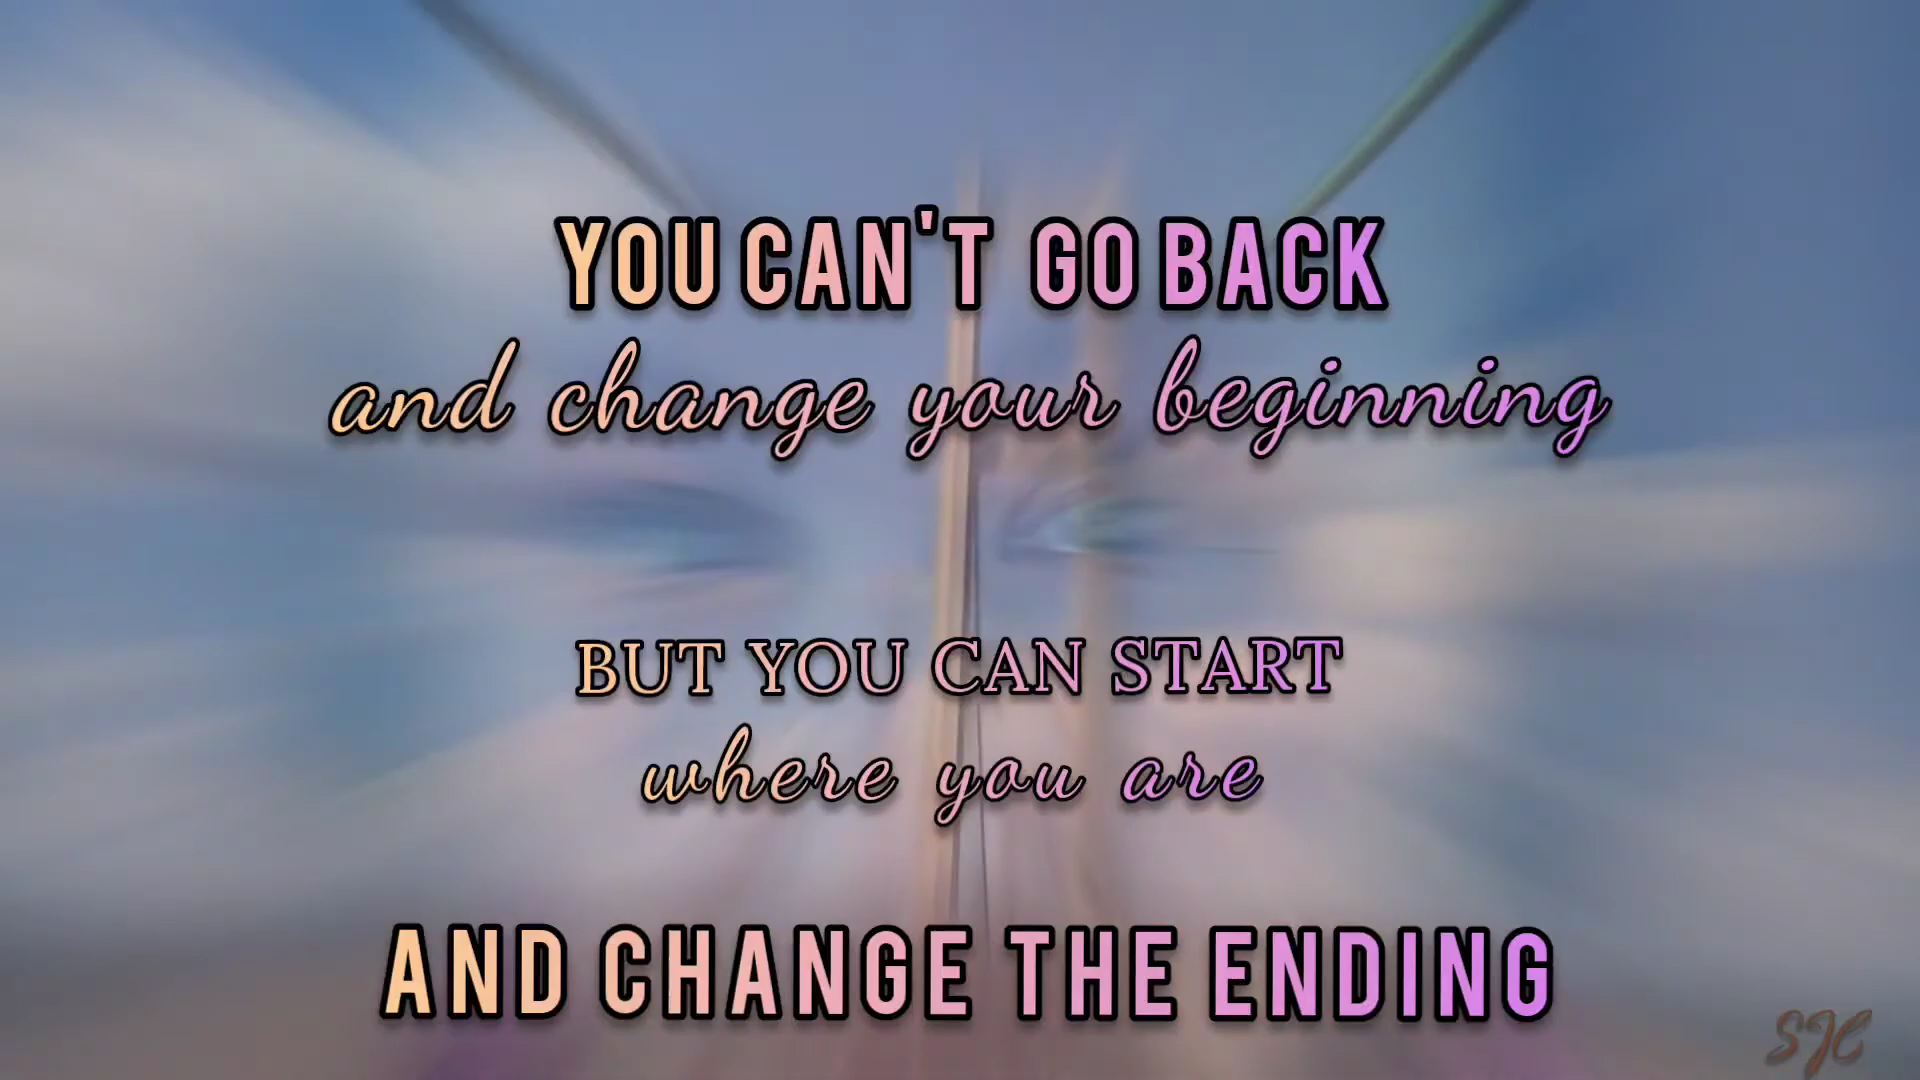 YOU CAN'T GO BACK
and change your beginning
BUT YOU CAN START
where you are
AND CHANGE THE ENDING
SJC